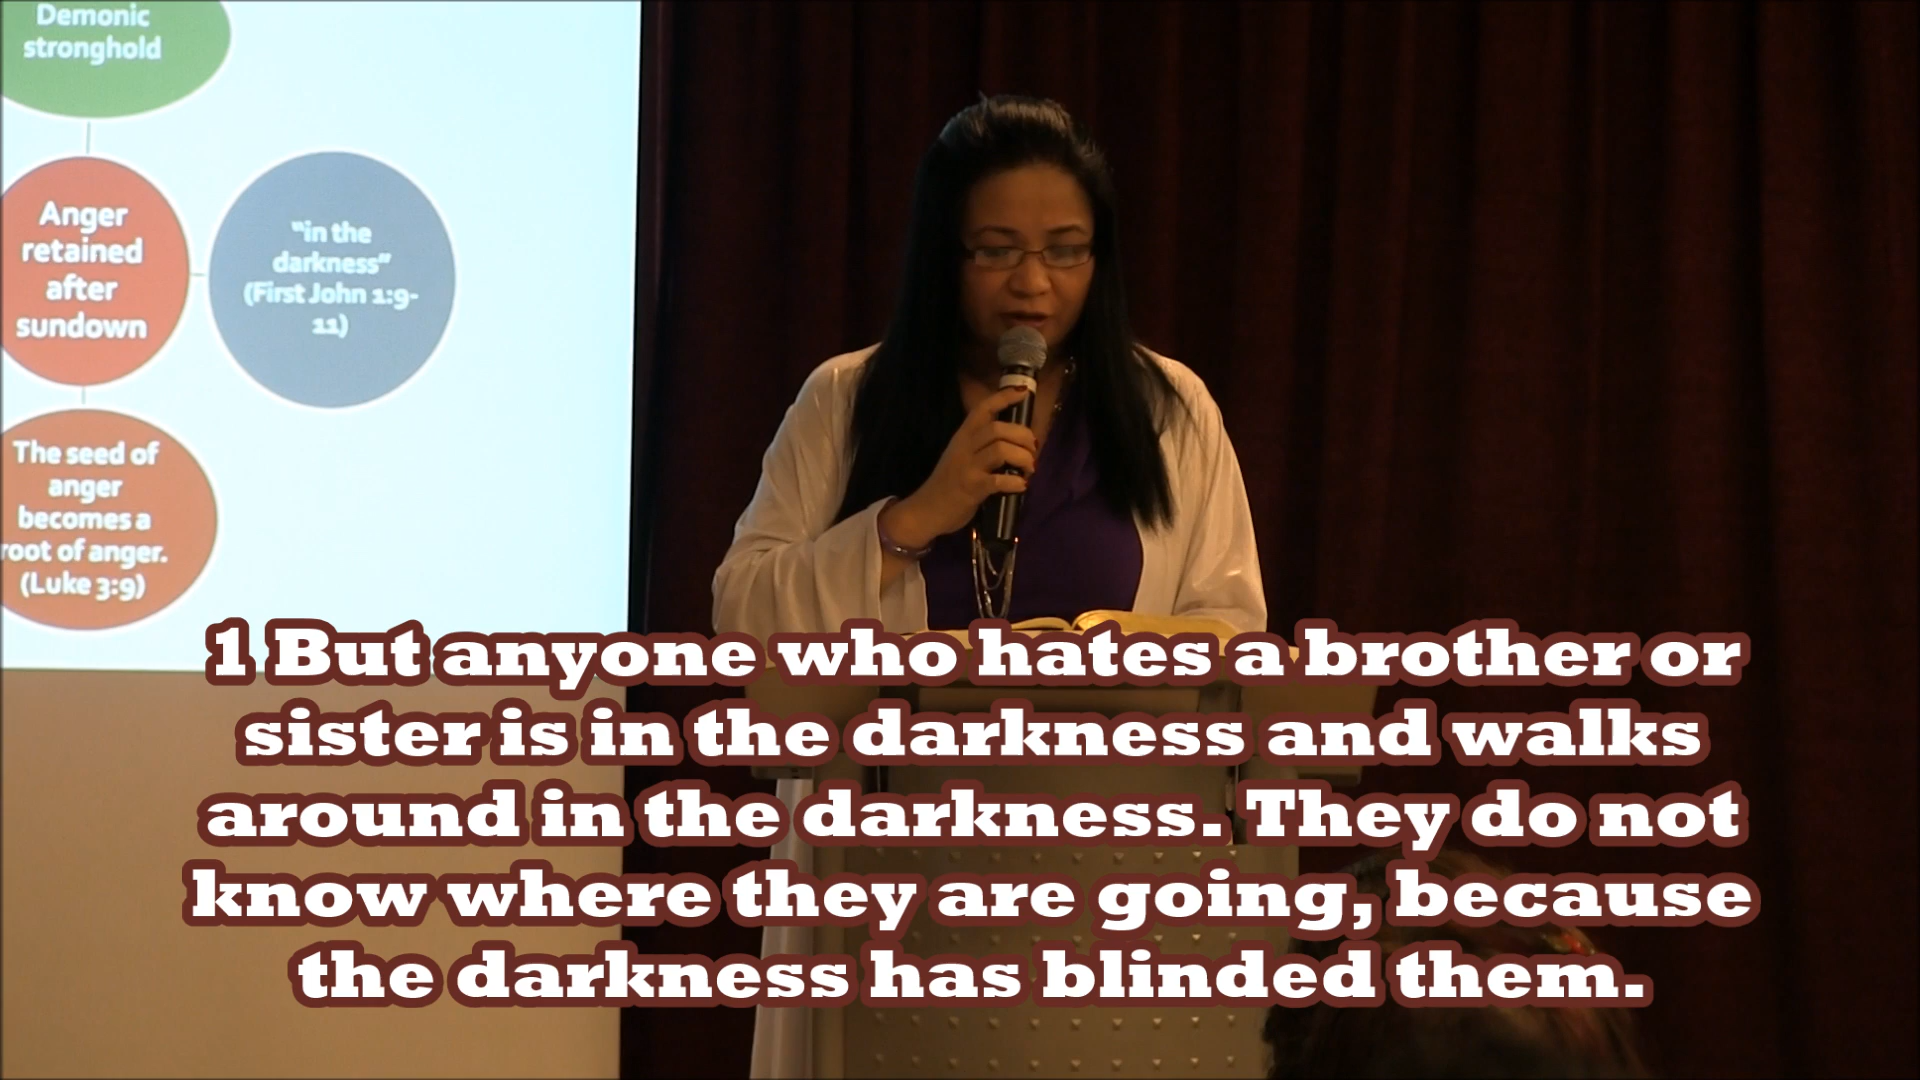 Demonic
stronghold
Anger
retained
after
sundown
"in the
darkness"
(First John 1:9-
11)
The seed of
anger
becomes a
root of anger.
(Luke 3:9)
1 But anyone who hates a brother or
sister is in the darkness and walks
around in the darkness. They do not
know where they are going, because
the darkness has blinded them.